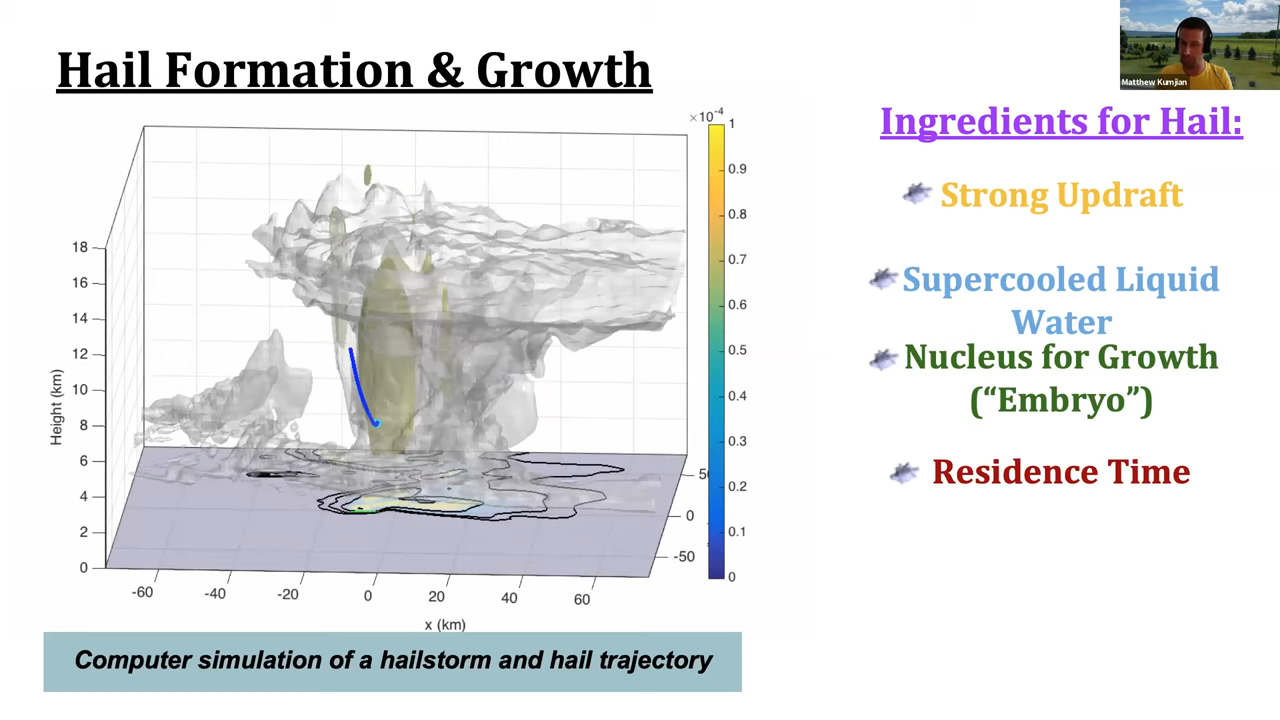 Hail Formation & Growth
Matthew Kumjian
Ingredients for Hail:
Strong Updraft
Supercooled Liquid
Water
Nucleus for Growth
(“Embryo”)
Residence Time
×10⁻⁴
1
0.9
0.8
0.7
0.6
0.5
0.4
0.3
0.2
0.1
0
Height (km)
18
16
14
12
10
8
6
4
2
0
5
0
-50
-60
-40
-20
0
20
40
60
x (km)
Computer simulation of a hailstorm and hail trajectory